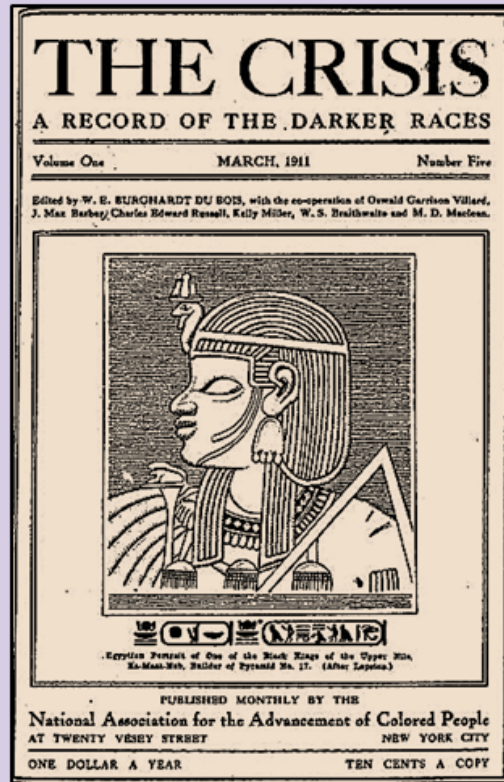 THE CRISIS
A RECORD OF THE DARKER RACES
Volume One MARCH, 1911 Number Five
Edited by W. E. BURGHARDT DU BOIS, with the co-operation of Oswald Garrison Villard,
J. Max Barber, Charles Edward Russell, Kelly Miller, W. S. Braithwaite and M. D. Maclean.
Egyptian Portrait of One of the Black Kings of the Upper Nile,
Builder of Pyramid No. 17. (After Lepsius.)
PUBLISHED MONTHLY BY THE
National Association for the Advancement of Colored People
AT TWENTY VESEY STREET NEW YORK CITY
ONE DOLLAR A YEAR TEN CENTS A COPY